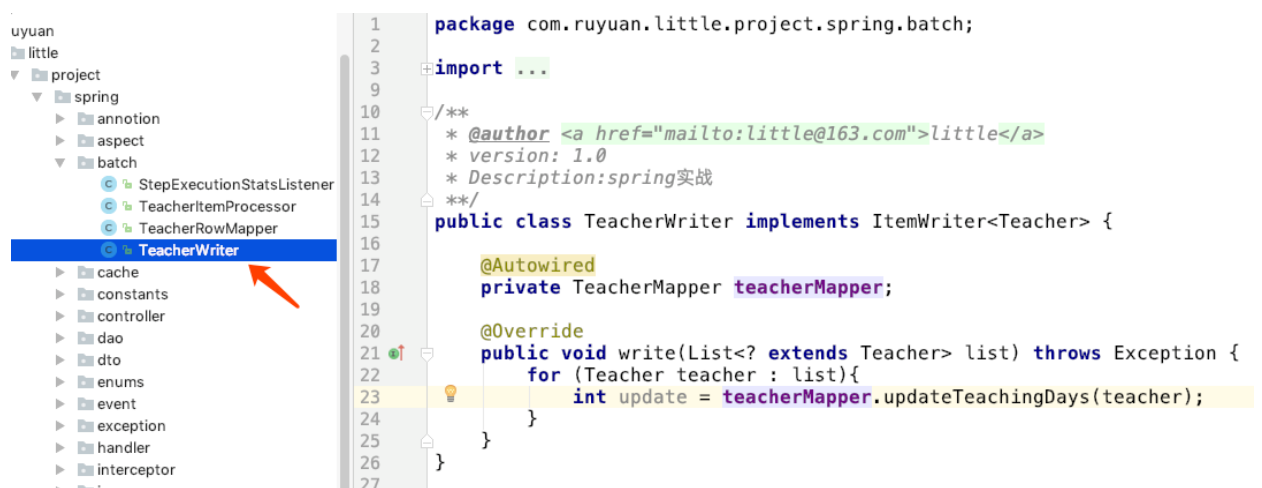 uyuan
little
project
spring
annotion
aspect
batch
StepExecutionStatsListener
TeacherItemProcessor
TeacherRowMapper
TeacherWriter
cache
constants
controller
dao
dto
enums
event
exception
handler
interceptor
1 package com.ruyuan.little.project.spring.batch;
2
3 import ...
9
10 /**
11 * @author <a href="mailto:little@163.com">little</a>
12 * version: 1.0
13 * Description:spring实战
14 **/
15 public class TeacherWriter implements ItemWriter<Teacher> {
16
17 @Autowired
18 private TeacherMapper teacherMapper;
19
20 @Override
21 public void write(List<? extends Teacher> list) throws Exception {
22 for (Teacher teacher : list){
23 int update = teacherMapper.updateTeachingDays(teacher);
24 }
25 }
26 }
27